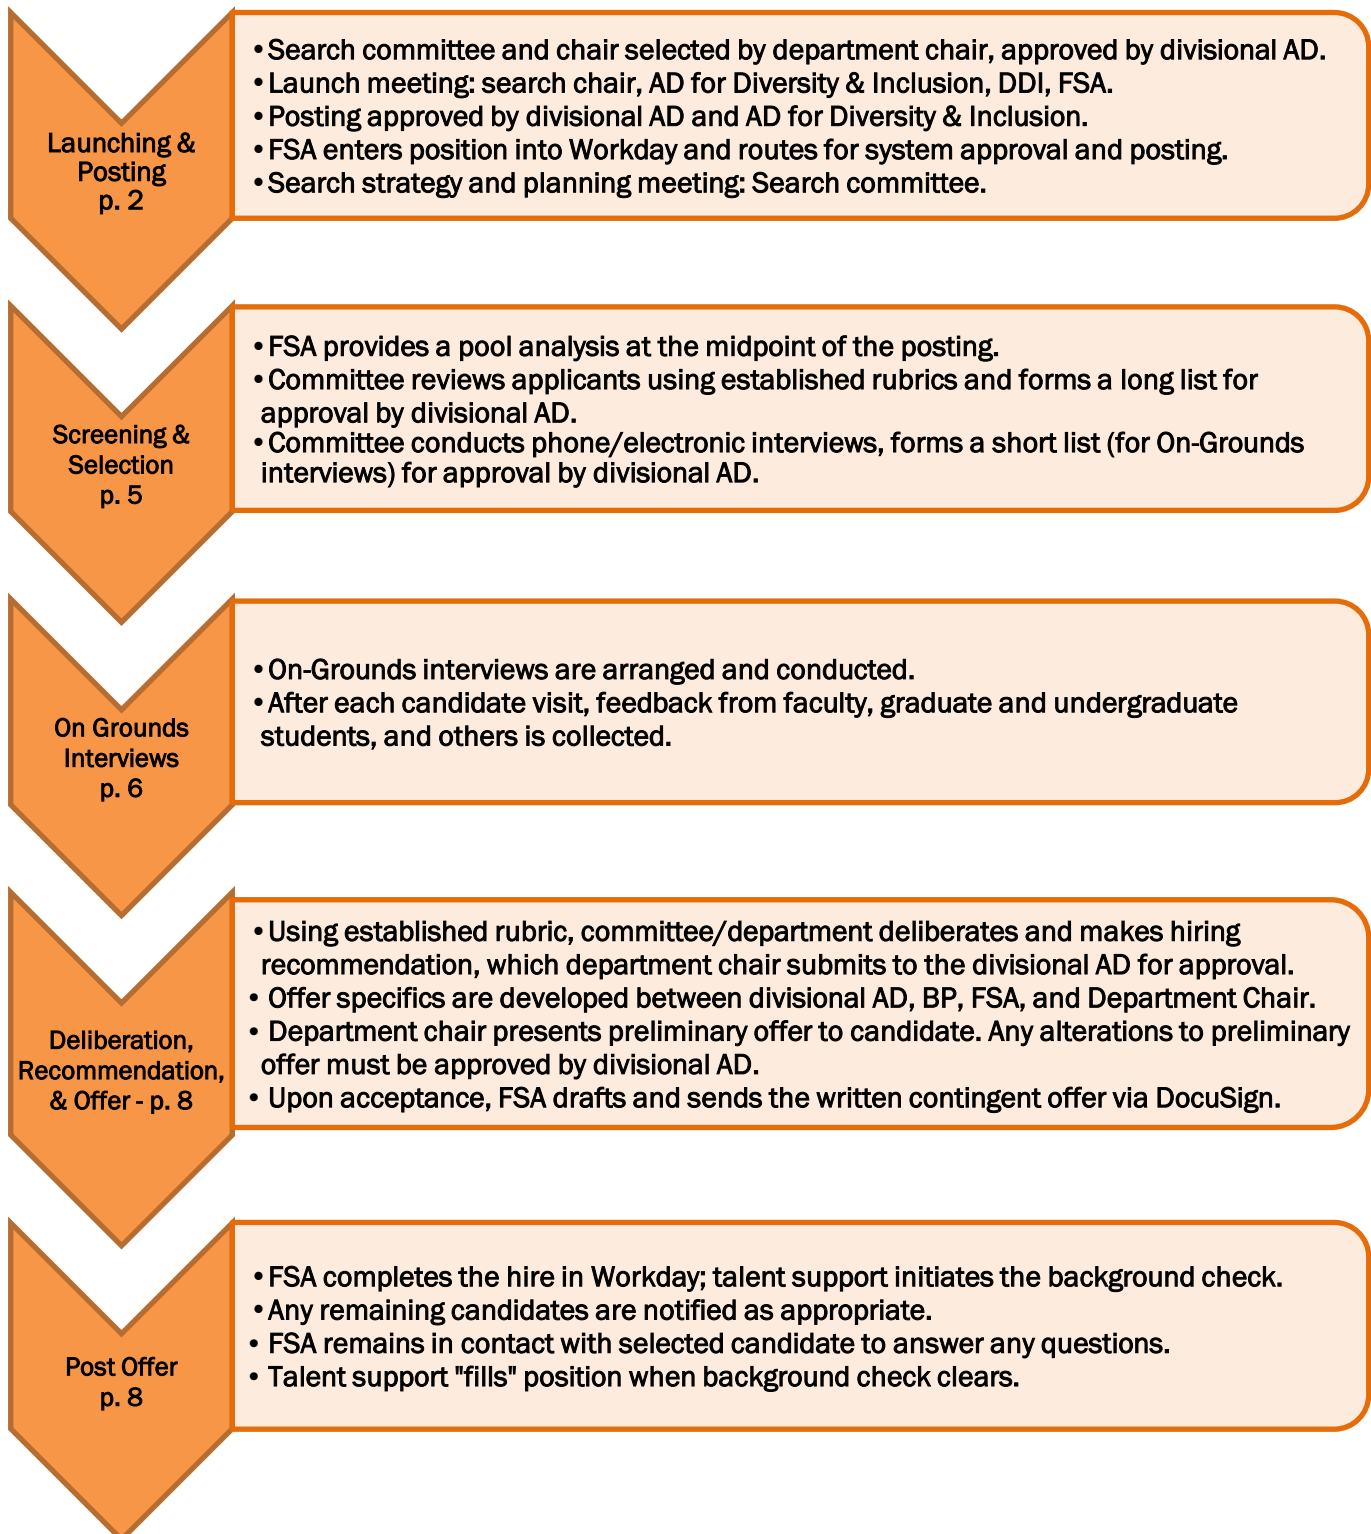 Launching &
Posting
p. 2
•Search committee and chair selected by department chair, approved by divisional AD.
•Launch meeting: search chair, AD for Diversity & Inclusion, DDI, FSA.
•Posting approved by divisional AD and AD for Diversity & Inclusion.
•FSA enters position into Workday and routes for system approval and posting.
•Search strategy and planning meeting: Search committee.
Screening &
Selection
p. 5
•FSA provides a pool analysis at the midpoint of the posting.
•Committee reviews applicants using established rubrics and forms a long list for
approval by divisional AD.
•Committee conducts phone/electronic interviews, forms a short list (for On-Grounds
interviews) for approval by divisional AD.
On Grounds
Interviews
p. 6
•On-Grounds interviews are arranged and conducted.
•After each candidate visit, feedback from faculty, graduate and undergraduate
students, and others is collected.
Deliberation,
Recommendation,
& Offer - p. 8
•Using established rubric, committee/department deliberates and makes hiring
recommendation, which department chair submits to the divisional AD for approval.
• Offer specifics are developed between divisional AD, BP, FSA, and Department Chair.
• Department chair presents preliminary offer to candidate. Any alterations to preliminary
offer must be approved by divisional AD.
• Upon acceptance, FSA drafts and sends the written contingent offer via DocuSign.
Post Offer
p. 8
•FSA completes the hire in Workday; talent support initiates the background check.
•Any remaining candidates are notified as appropriate.
• FSA remains in contact with selected candidate to answer any questions.
• Talent support "fills" position when background check clears.